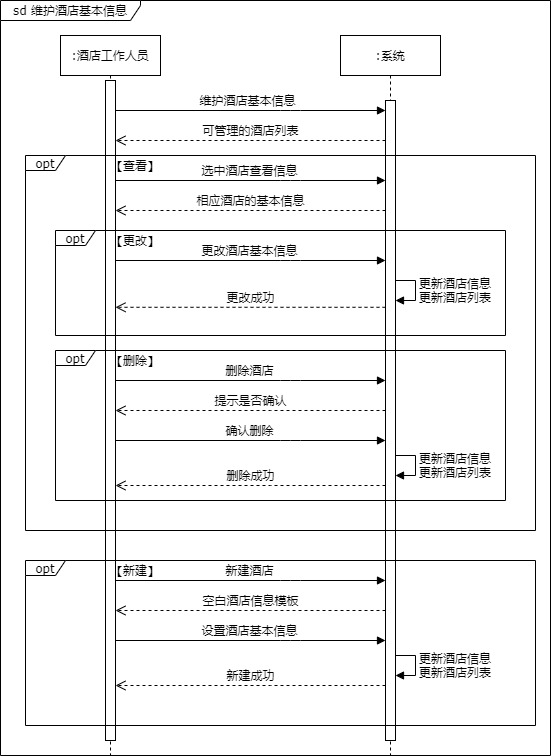 sd 维护酒店基本信息
:酒店工作人员
:系统
维护酒店基本信息
可管理的酒店列表
opt
【查看】
选中酒店查看信息
相应酒店的基本信息
opt
【更改】
更改酒店基本信息
更新酒店信息
更新酒店列表
更改成功
opt
【删除】
删除酒店
提示是否确认
确认删除
更新酒店信息
更新酒店列表
删除成功
opt
【新建】
新建酒店
空白酒店信息模板
设置酒店基本信息
更新酒店信息
更新酒店列表
新建成功